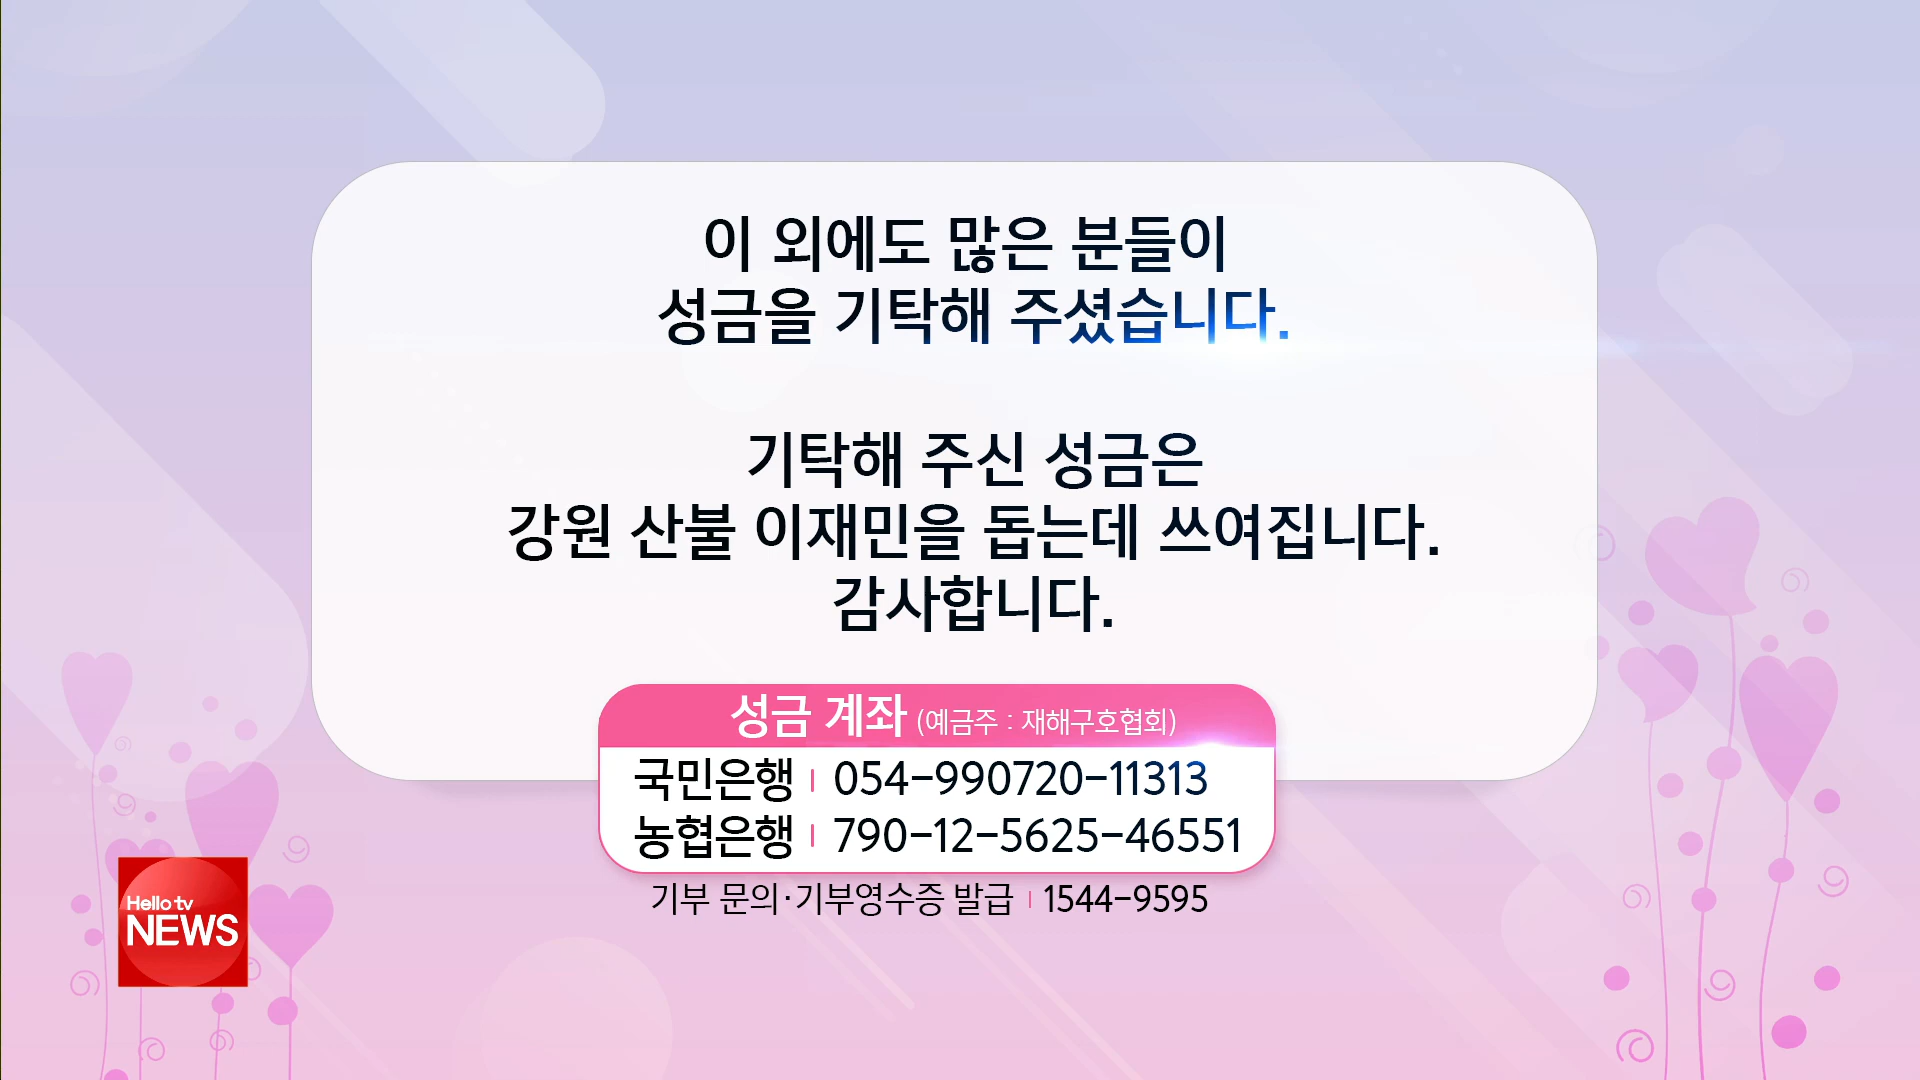 이 외에도 많은 분들이
성금을 기탁해 주셨습니다.
기탁해 주신 성금은
강원 산불 이재민을 돕는데 쓰여집니다.
감사합니다.
성금 계좌 (예금주 : 재해구호협회)
국민은행 | 054-990720-11313
농협은행 | 790-12-5625-46551
기부 문의·기부영수증 발급 | 1544-9595
Hello tv
NEWS